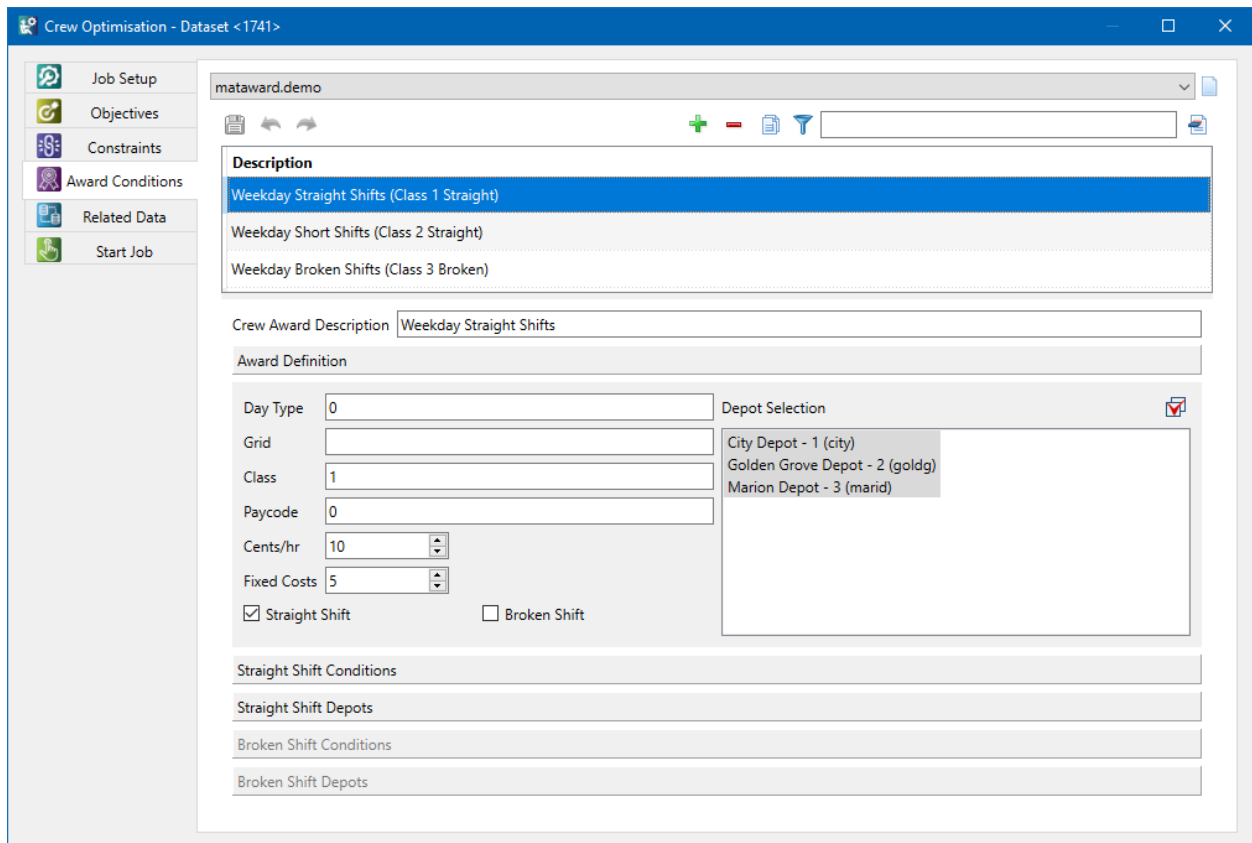 Crew Optimisation - Dataset <1741>
Job Setup
Objectives
Constraints
Award Conditions
Related Data
Start Job
mataward.demo
Description
Weekday Straight Shifts (Class 1 Straight)
Weekday Short Shifts (Class 2 Straight)
Weekday Broken Shifts (Class 3 Broken)
Crew Award Description Weekday Straight Shifts
Award Definition
Day Type 0
Grid
Class 1
Paycode 0
Cents/hr 10
Fixed Costs 5
Straight Shift Broken Shift
Depot Selection
City Depot - 1 (city)
Golden Grove Depot - 2 (goldg)
Marion Depot - 3 (marid)
Straight Shift Conditions
Straight Shift Depots
Broken Shift Conditions
Broken Shift Depots